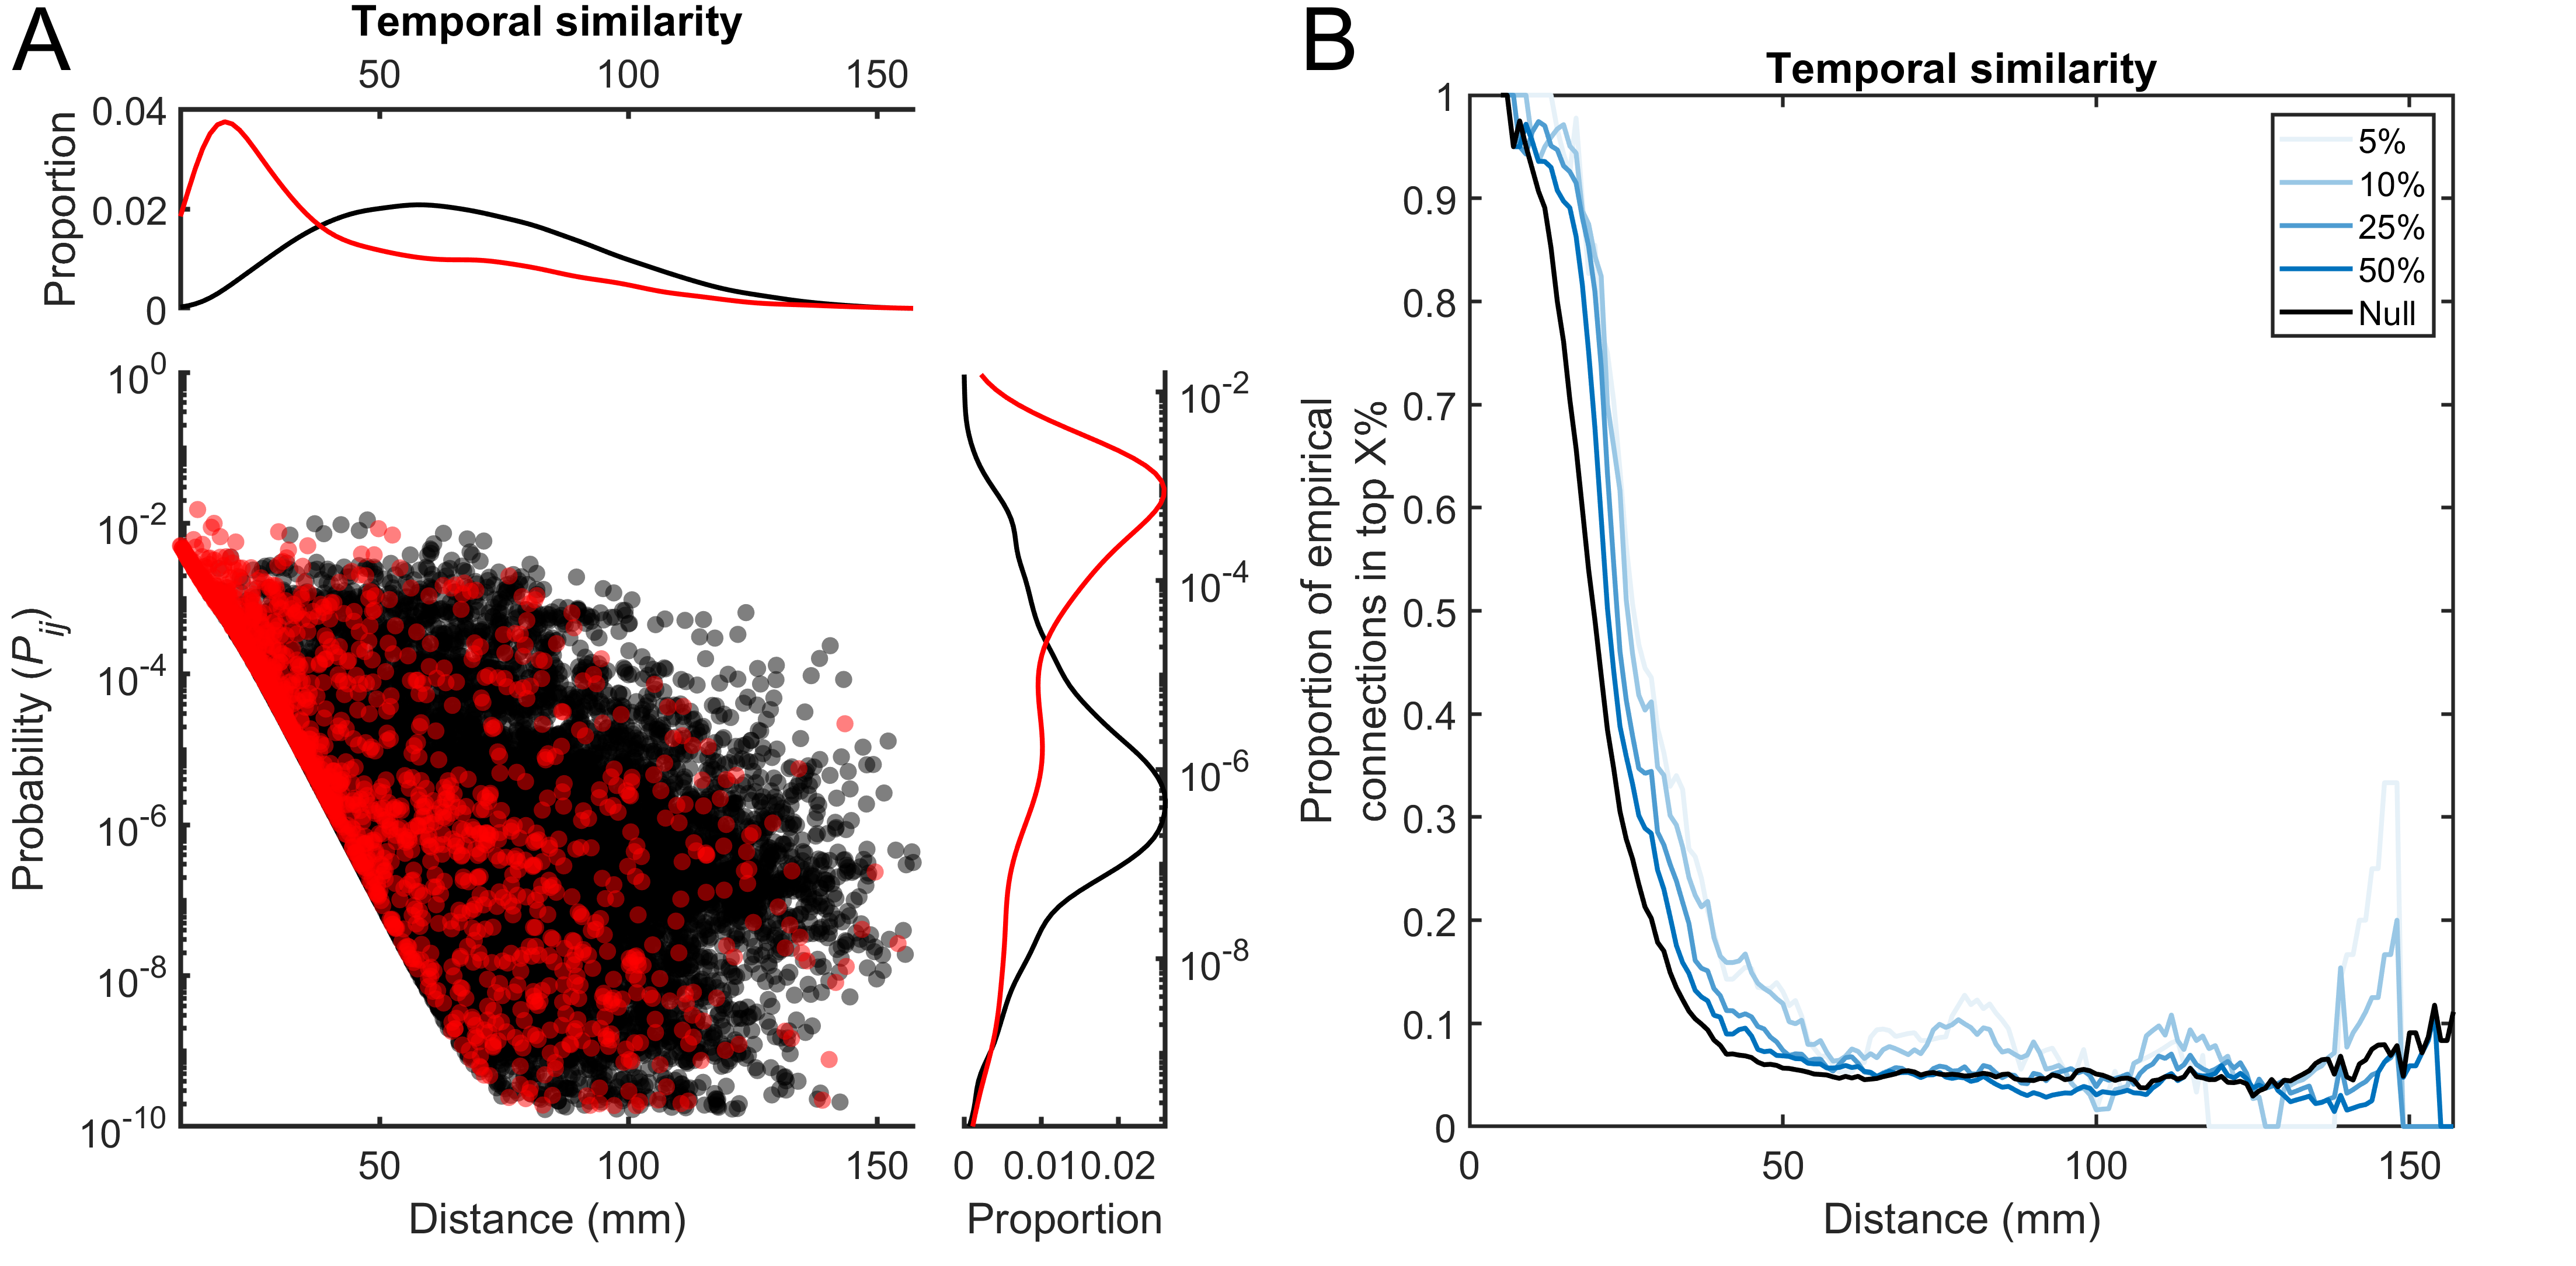 A
Temporal similarity
50 100 150
Proportion
0.04
0.02
0
Probability (Pij)
10^0
10^-2
10^-4
10^-6
10^-8
10^-10
50 100 150
Distance (mm)
10^-2
10^-4
10^-6
10^-8
0 0.01 0.02
Proportion
B
Temporal similarity
Proportion of empirical
connections in top X%
1
0.9
0.8
0.7
0.6
0.5
0.4
0.3
0.2
0.1
0
0 50 100 150
Distance (mm)
5%
10%
25%
50%
Null